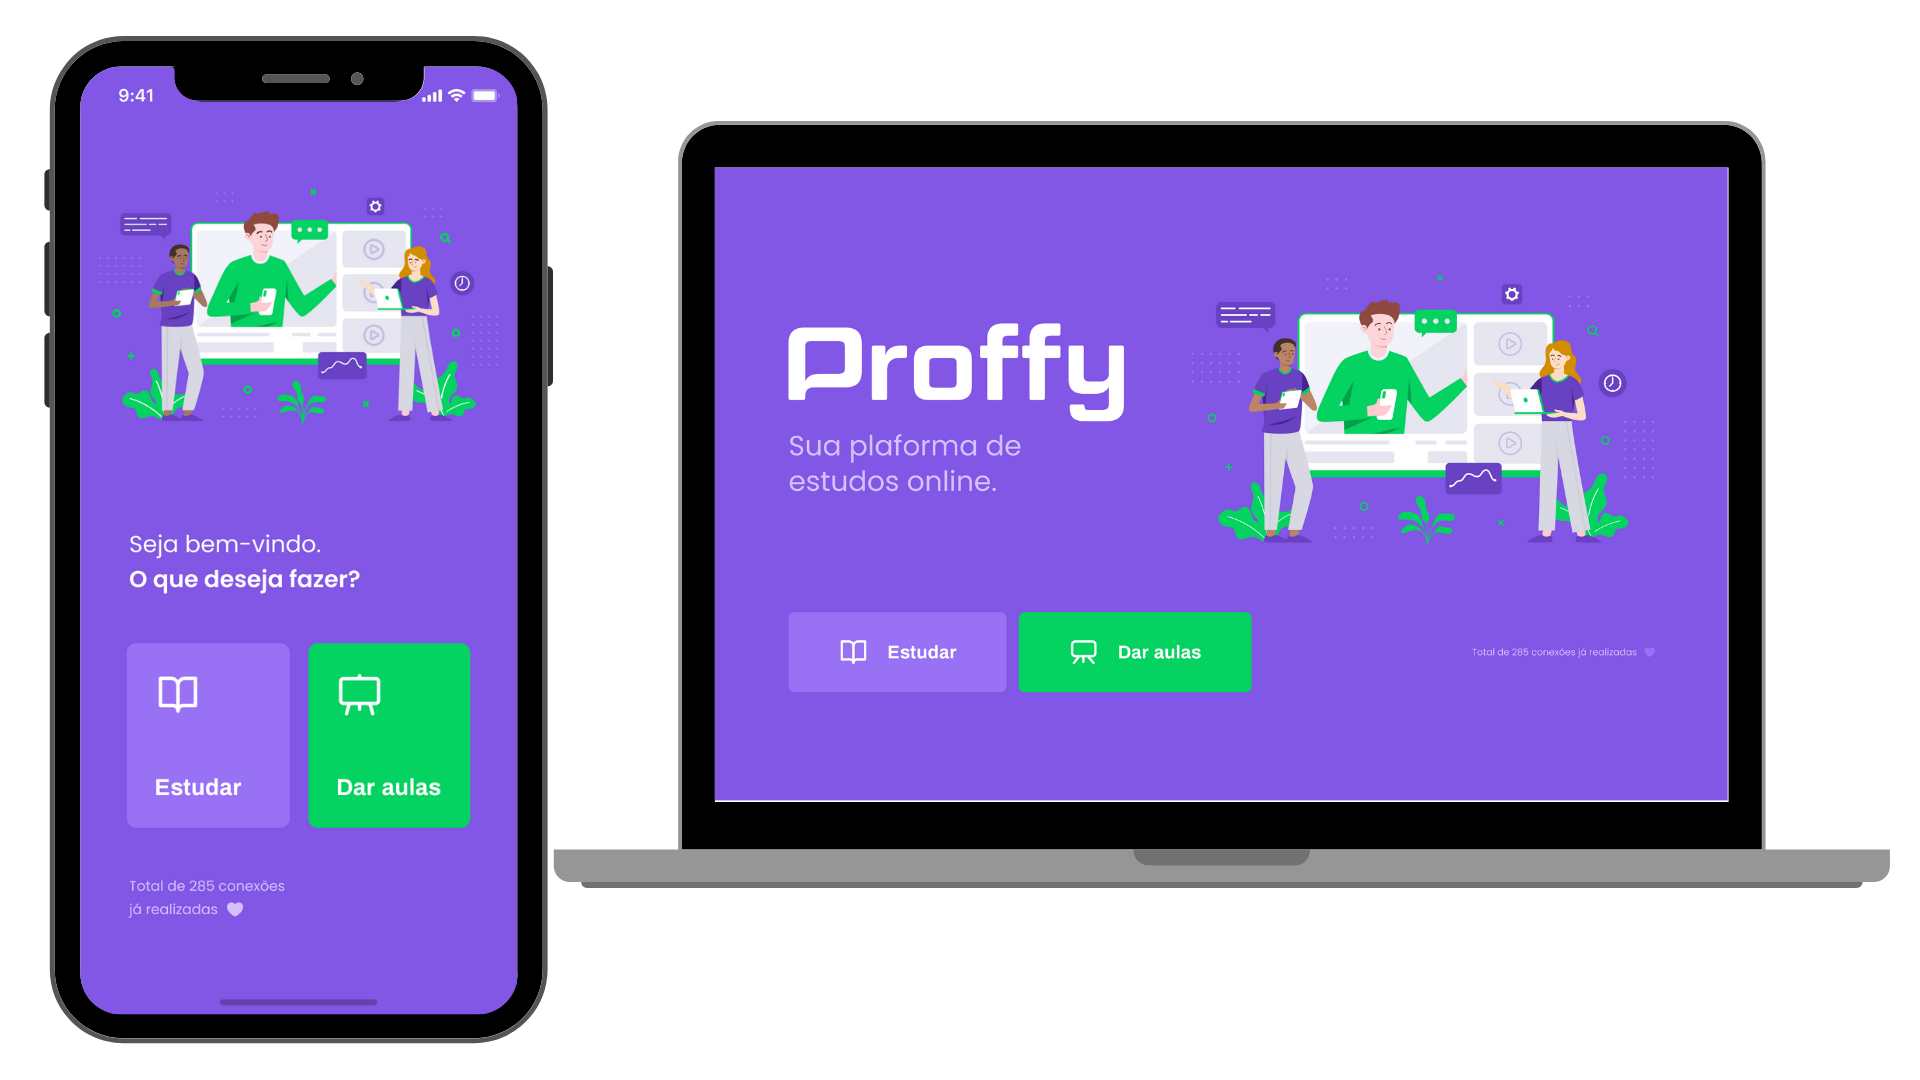 9:41
Seja bem-vindo.
O que deseja fazer?
Estudar
Dar aulas
Total de 285 conexões
já realizadas
Proffy
Sua plaforma de
estudos online.
Estudar
Dar aulas
Total de 285 conexões já realizadas